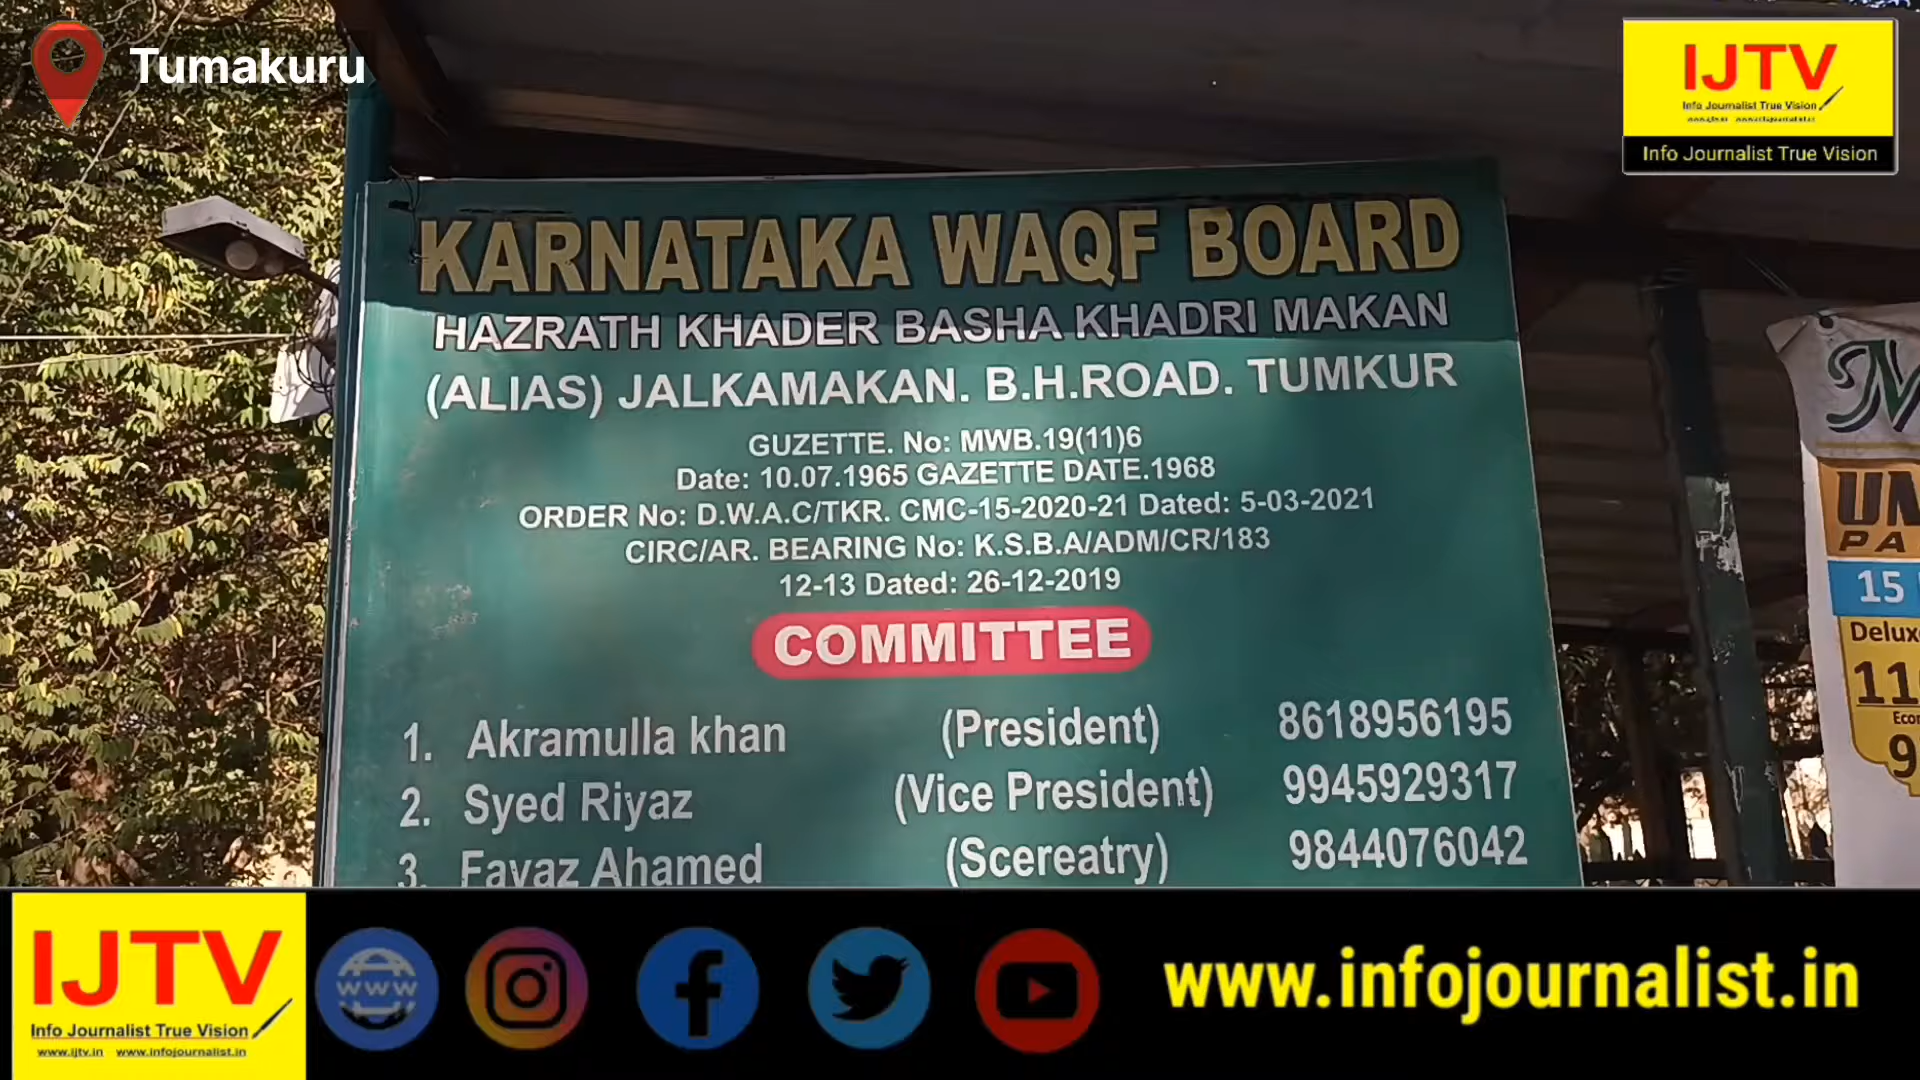 Tumakuru
IJTV
Info Journalist True Vision
Info Journalist True Vision
KARNATAKA WAQF BOARD
HAZRATH KHADER BASHA KHADRI MAKAN
(ALIAS) JALKAMAKAN. B.H.ROAD. TUMKUR
GUZETTE. No: MWB.19(11)6
Date: 10.07.1965 GAZETTE DATE.1968
ORDER No: D.W.A.C/TKR. CMC-15-2020-21 Dated: 5-03-2021
CIRC/AR. BEARING No: K.S.B.A/ADM/CR/183
12-13 Dated: 26-12-2019
COMMITTEE
1. Akramulla khan (President) 8618956195
2. Syed Riyaz (Vice President) 9945929317
3. Fayaz Ahamed (Scereatry) 9844076042
15
Delux
11
9
IJTV
Info Journalist True Vision
www.ijtv.in www.infojournalist.in
WWW
www.infojournalist.in